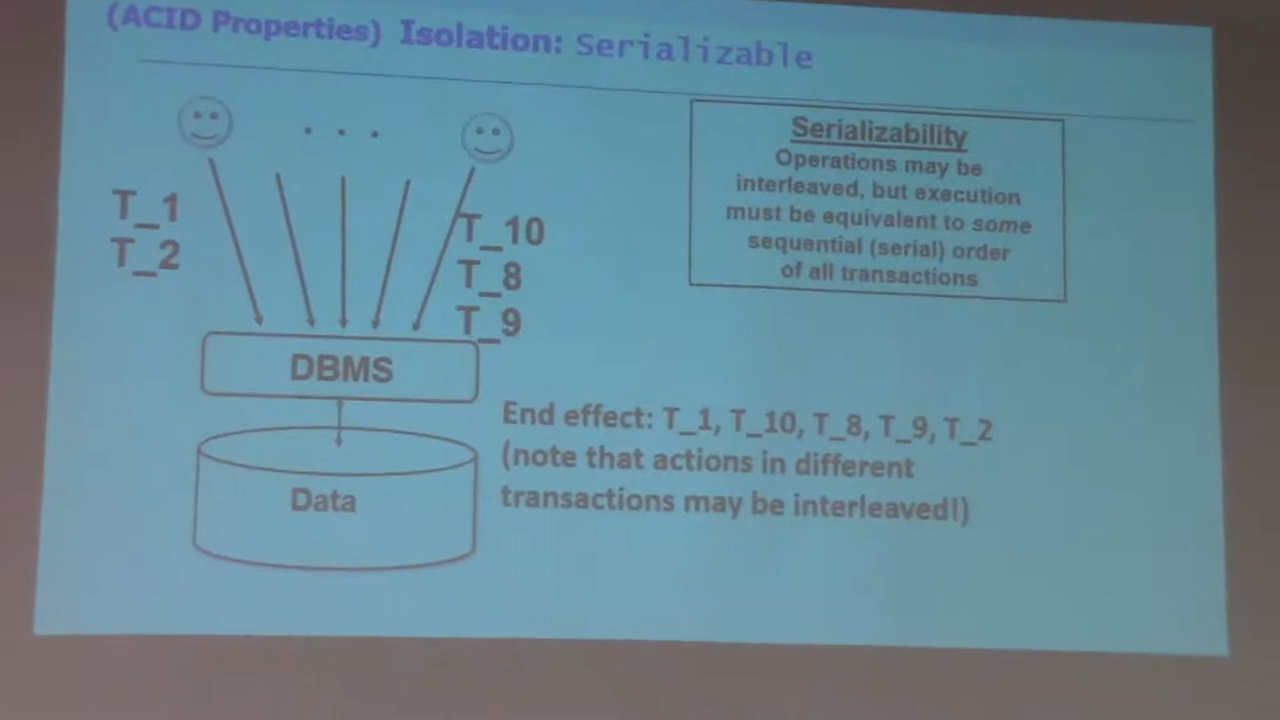 (ACID Properties) Isolation: Serializable
. . .
T_1
T_2
T_10
T_8
T_9
Serializability
Operations may be
interleaved, but execution
must be equivalent to some
sequential (serial) order
of all transactions
DBMS
Data
End effect: T_1, T_10, T_8, T_9, T_2
(note that actions in different
transactions may be interleaved!)